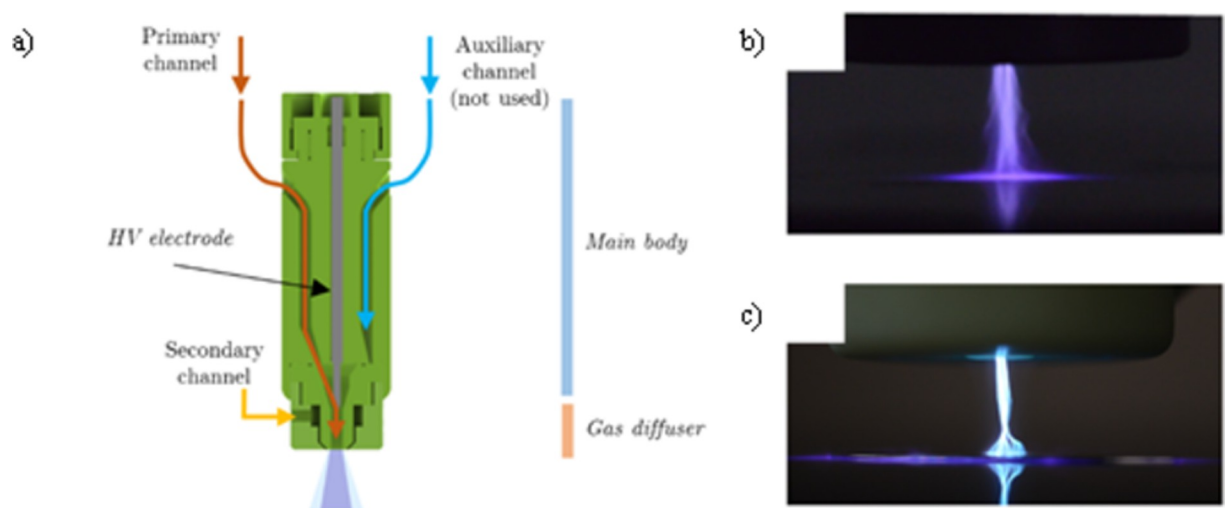 a)
Primary
channel
Auxiliary
channel
(not used)
HV electrode
Main body
Secondary
channel
Gas diffuser
b)
c)